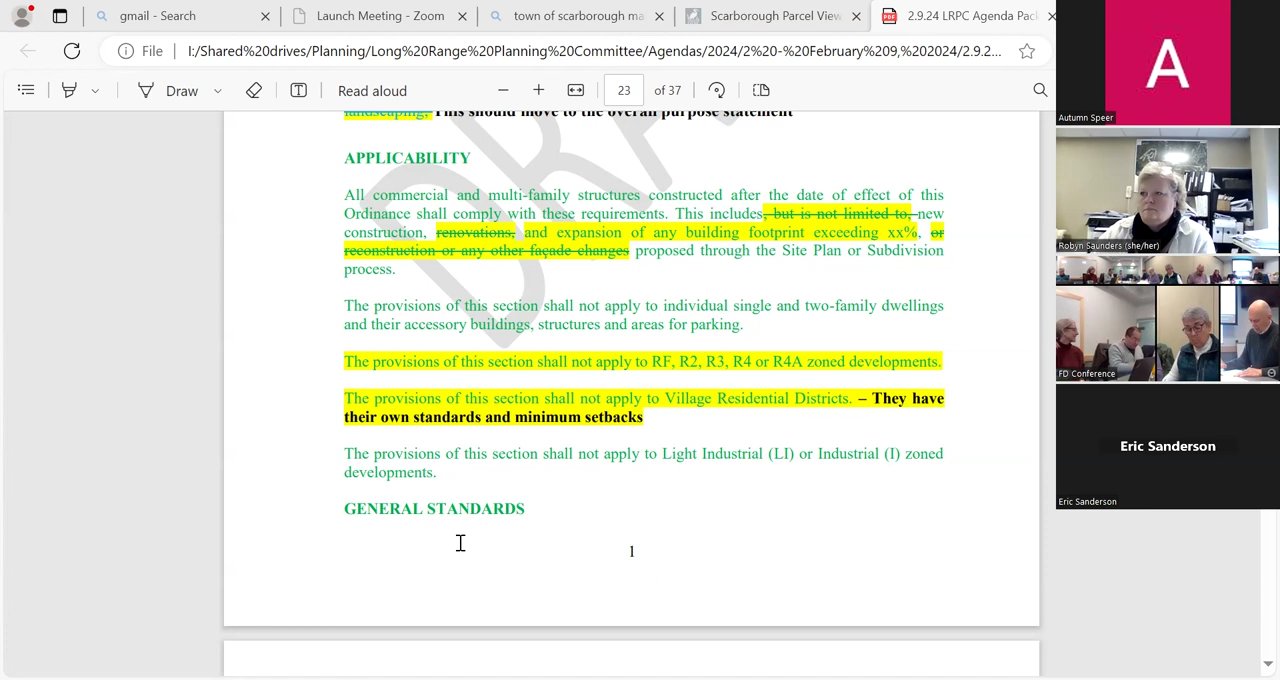 gmail - Search
Launch Meeting - Zoom
town of scarborough ma
Scarborough Parcel View
2.9.24 LRPC Agenda Pac
File
I:/Shared%20drives/Planning/Long%20Range%20Planning%20Committee/Agendas/2024/2%20-%20February%209,%202024/2.9.2...
Draw
Read aloud
23
of 37
landscaping, This should move to the overall purpose statement
APPLICABILITY
All commercial and multi-family structures constructed after the date of effect of this
Ordinance shall comply with these requirements. This includes, but is not limited to, new
construction, renovations, and expansion of any building footprint exceeding xx%, or
reconstruction or any other façade changes proposed through the Site Plan or Subdivision
process.
The provisions of this section shall not apply to individual single and two-family dwellings
and their accessory buildings, structures and areas for parking.
The provisions of this section shall not apply to RF, R2, R3, R4 or R4A zoned developments.
The provisions of this section shall not apply to Village Residential Districts. – They have
their own standards and minimum setbacks
The provisions of this section shall not apply to Light Industrial (LI) or Industrial (I) zoned
developments.
GENERAL STANDARDS
1
DRA
A
Autumn Speer
Robyn Saunders (she/her)
FD Conference
Eric Sanderson
Eric Sanderson